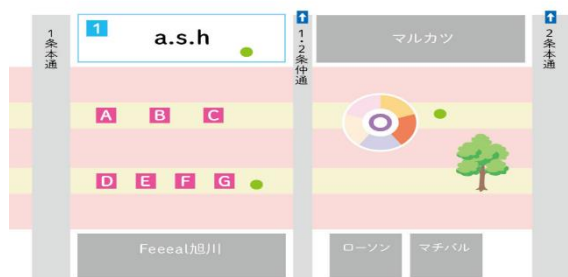 1条本通
1
a.s.h
1・2条仲通
マルカツ
2条本通
A B C
D E F G
Feeeal旭川
ローソン
マチバル